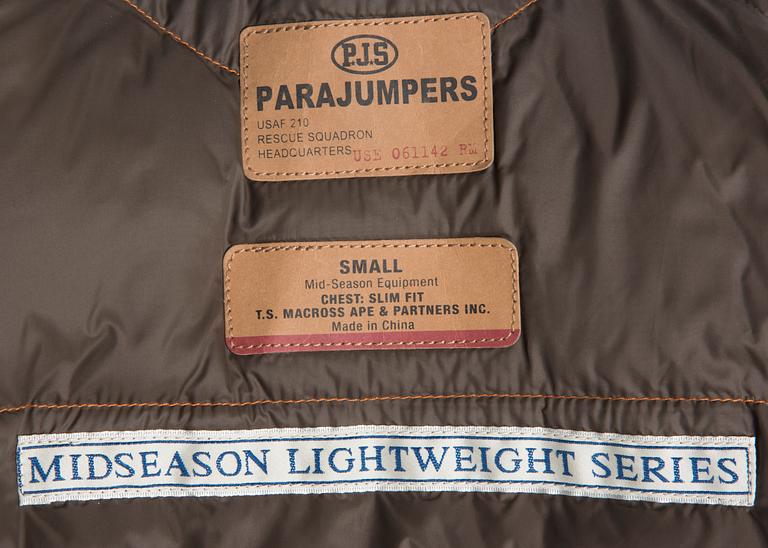 P.J.S
PARAJUMPERS
USAF 210
RESCUE SQUADRON
HEADQUARTERS USE 061142 RM
SMALL
Mid-Season Equipment
CHEST: SLIM FIT
T.S. MACROSS APE & PARTNERS INC.
Made in China
MIDSEASON LIGHTWEIGHT SERIES